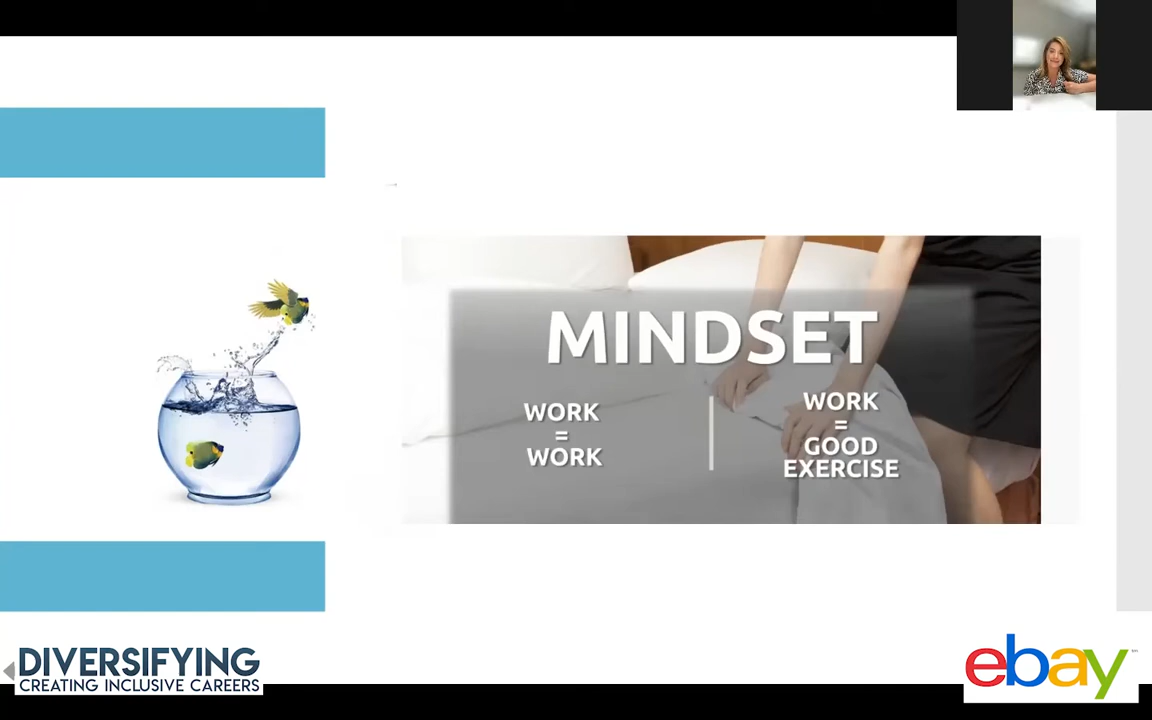 MINDSET
WORK
=
WORK
WORK
=
GOOD
EXERCISE
DIVERSIFYING
CREATING INCLUSIVE CAREERS
ebay